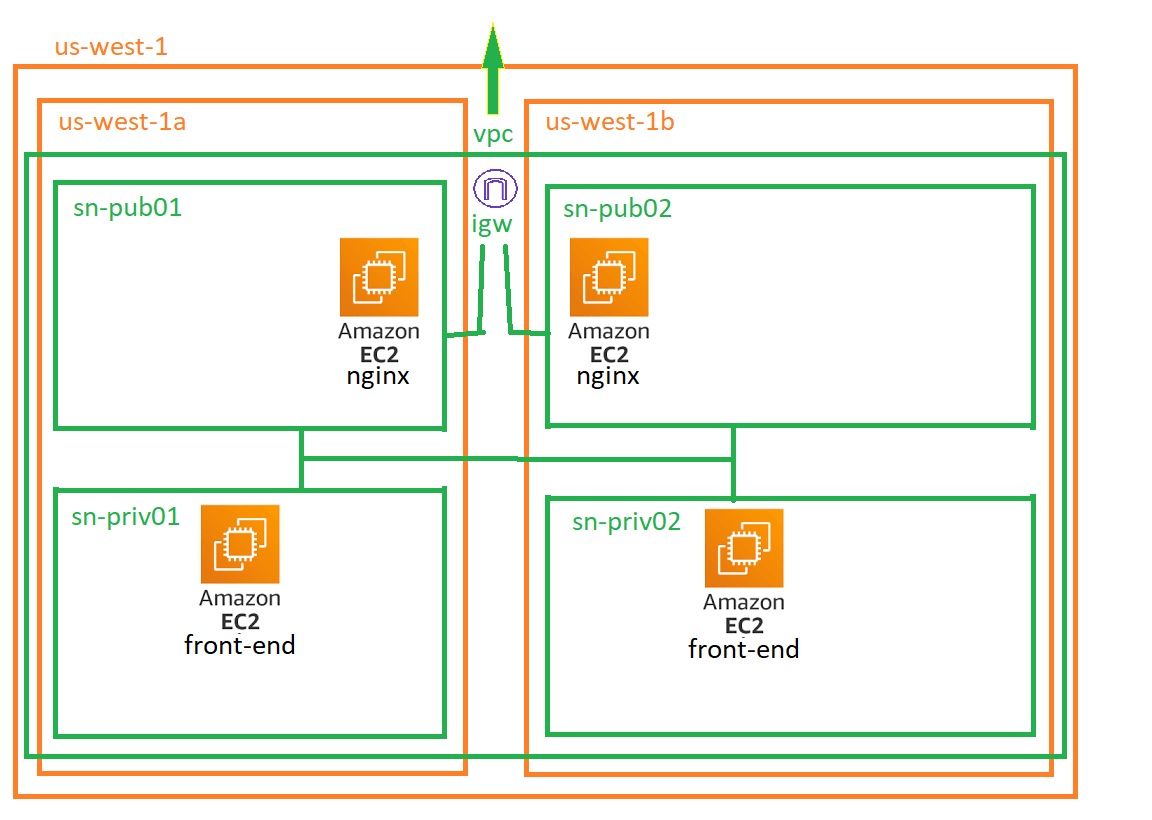 us-west-1
us-west-1a
vpc
us-west-1b
sn-pub01
igw
sn-pub02
Amazon
EC2
nginx
Amazon
EC2
nginx
sn-priv01
Amazon
EC2
front-end
sn-priv02
Amazon
EC2
front-end